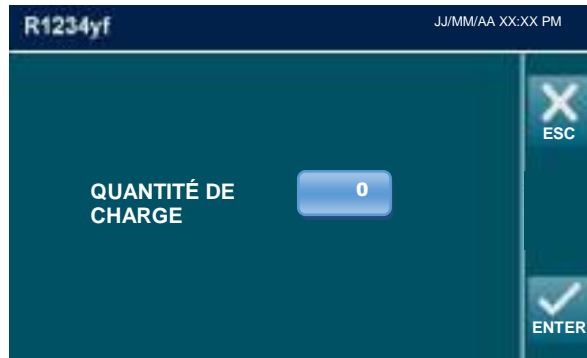 R1234yf
JJ/MM/AA XX:XX PM
ESC
QUANTITÉ DE
CHARGE
0
ENTER